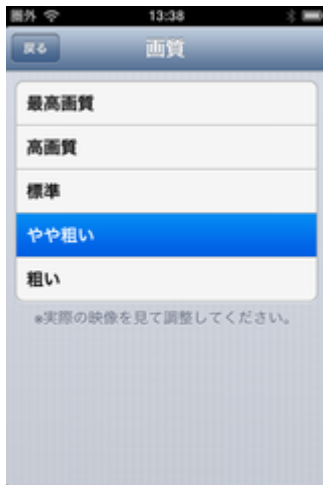 圏外 13:38
戻る 画質
最高画質
高画質
標準
やや粗い
粗い
※実際の映像を見て調整してください。